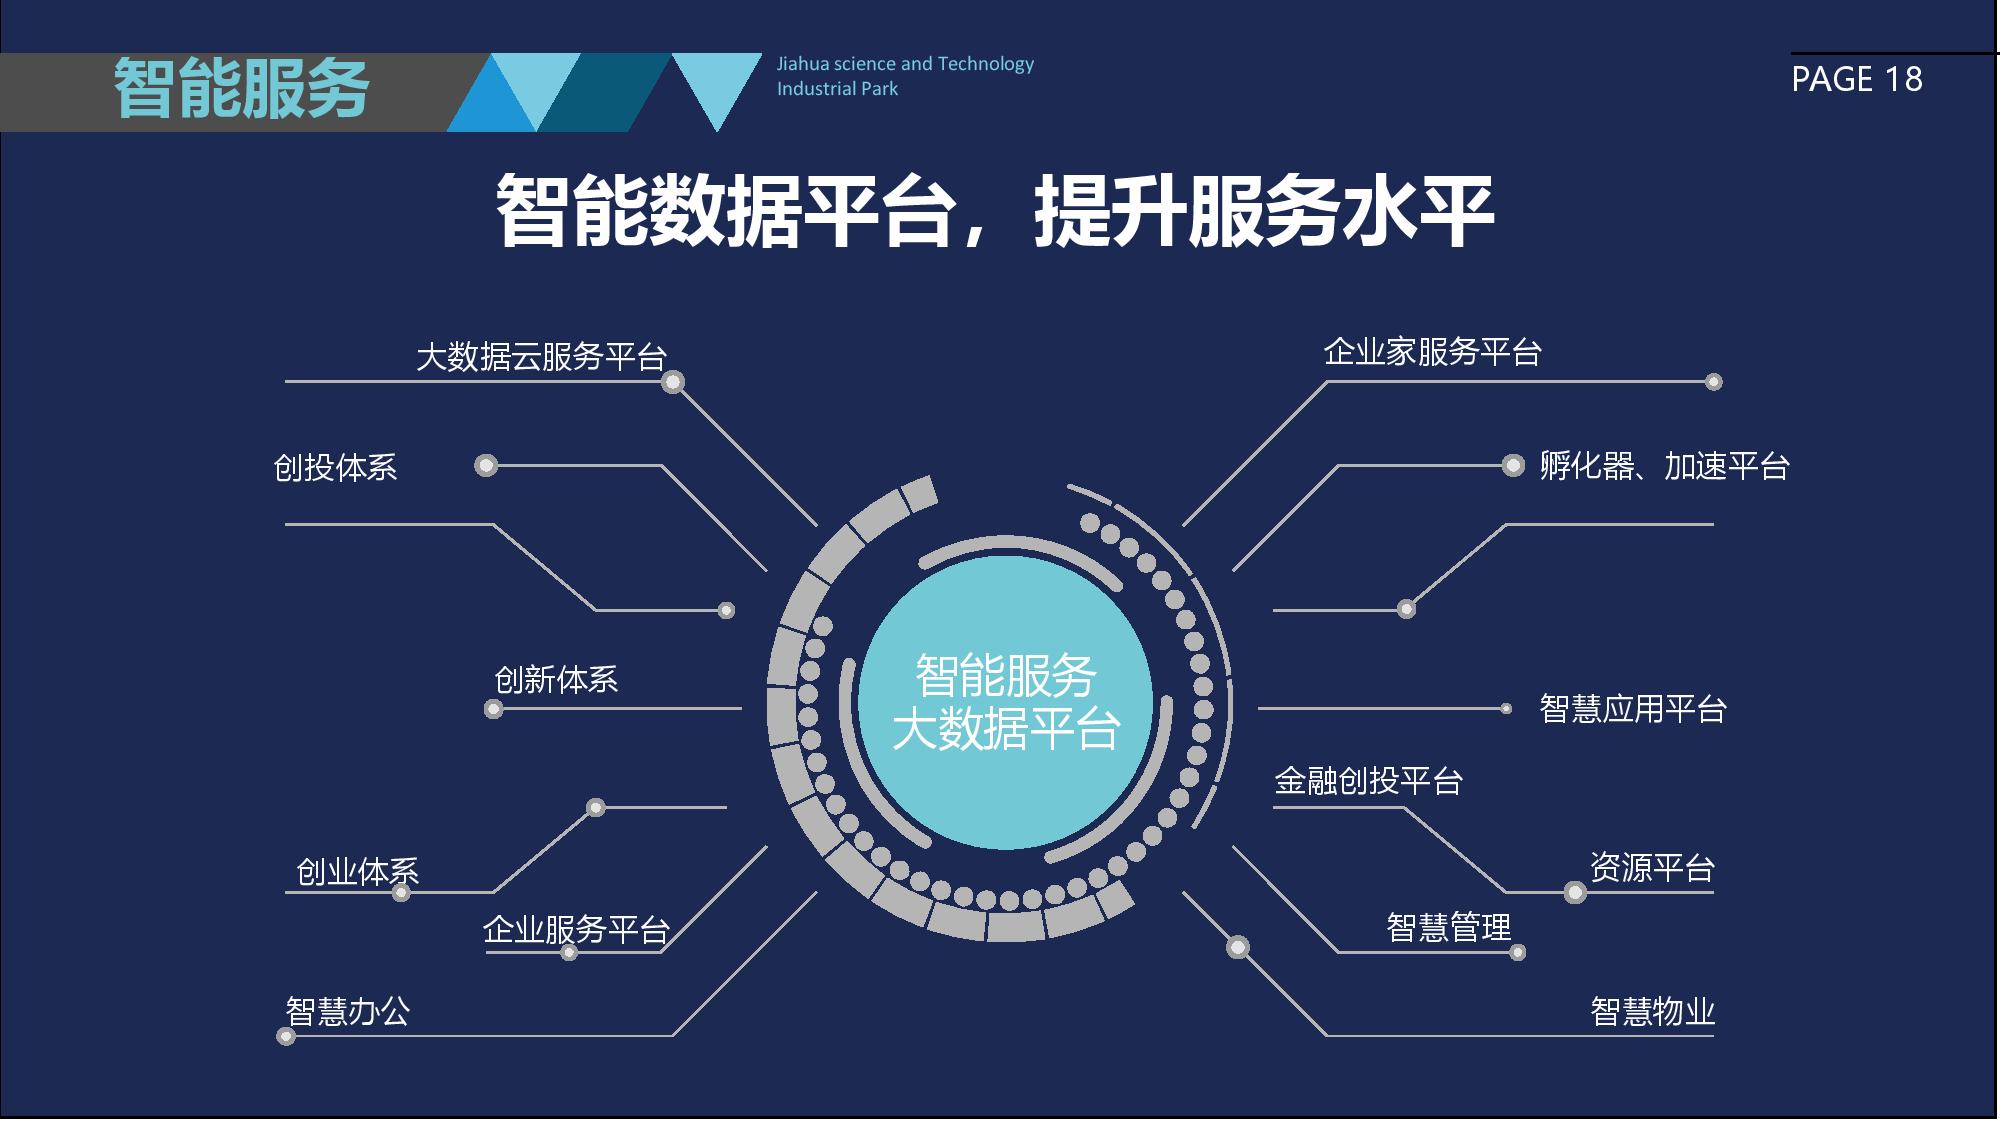 智能服务
Jiahua science and Technology
Industrial Park
PAGE 18
智能数据平台，提升服务水平
大数据云服务平台
企业家服务平台
创投体系
孵化器、加速平台
创新体系
智能服务
大数据平台
智慧应用平台
金融创投平台
创业体系
资源平台
企业服务平台
智慧管理
智慧办公
智慧物业